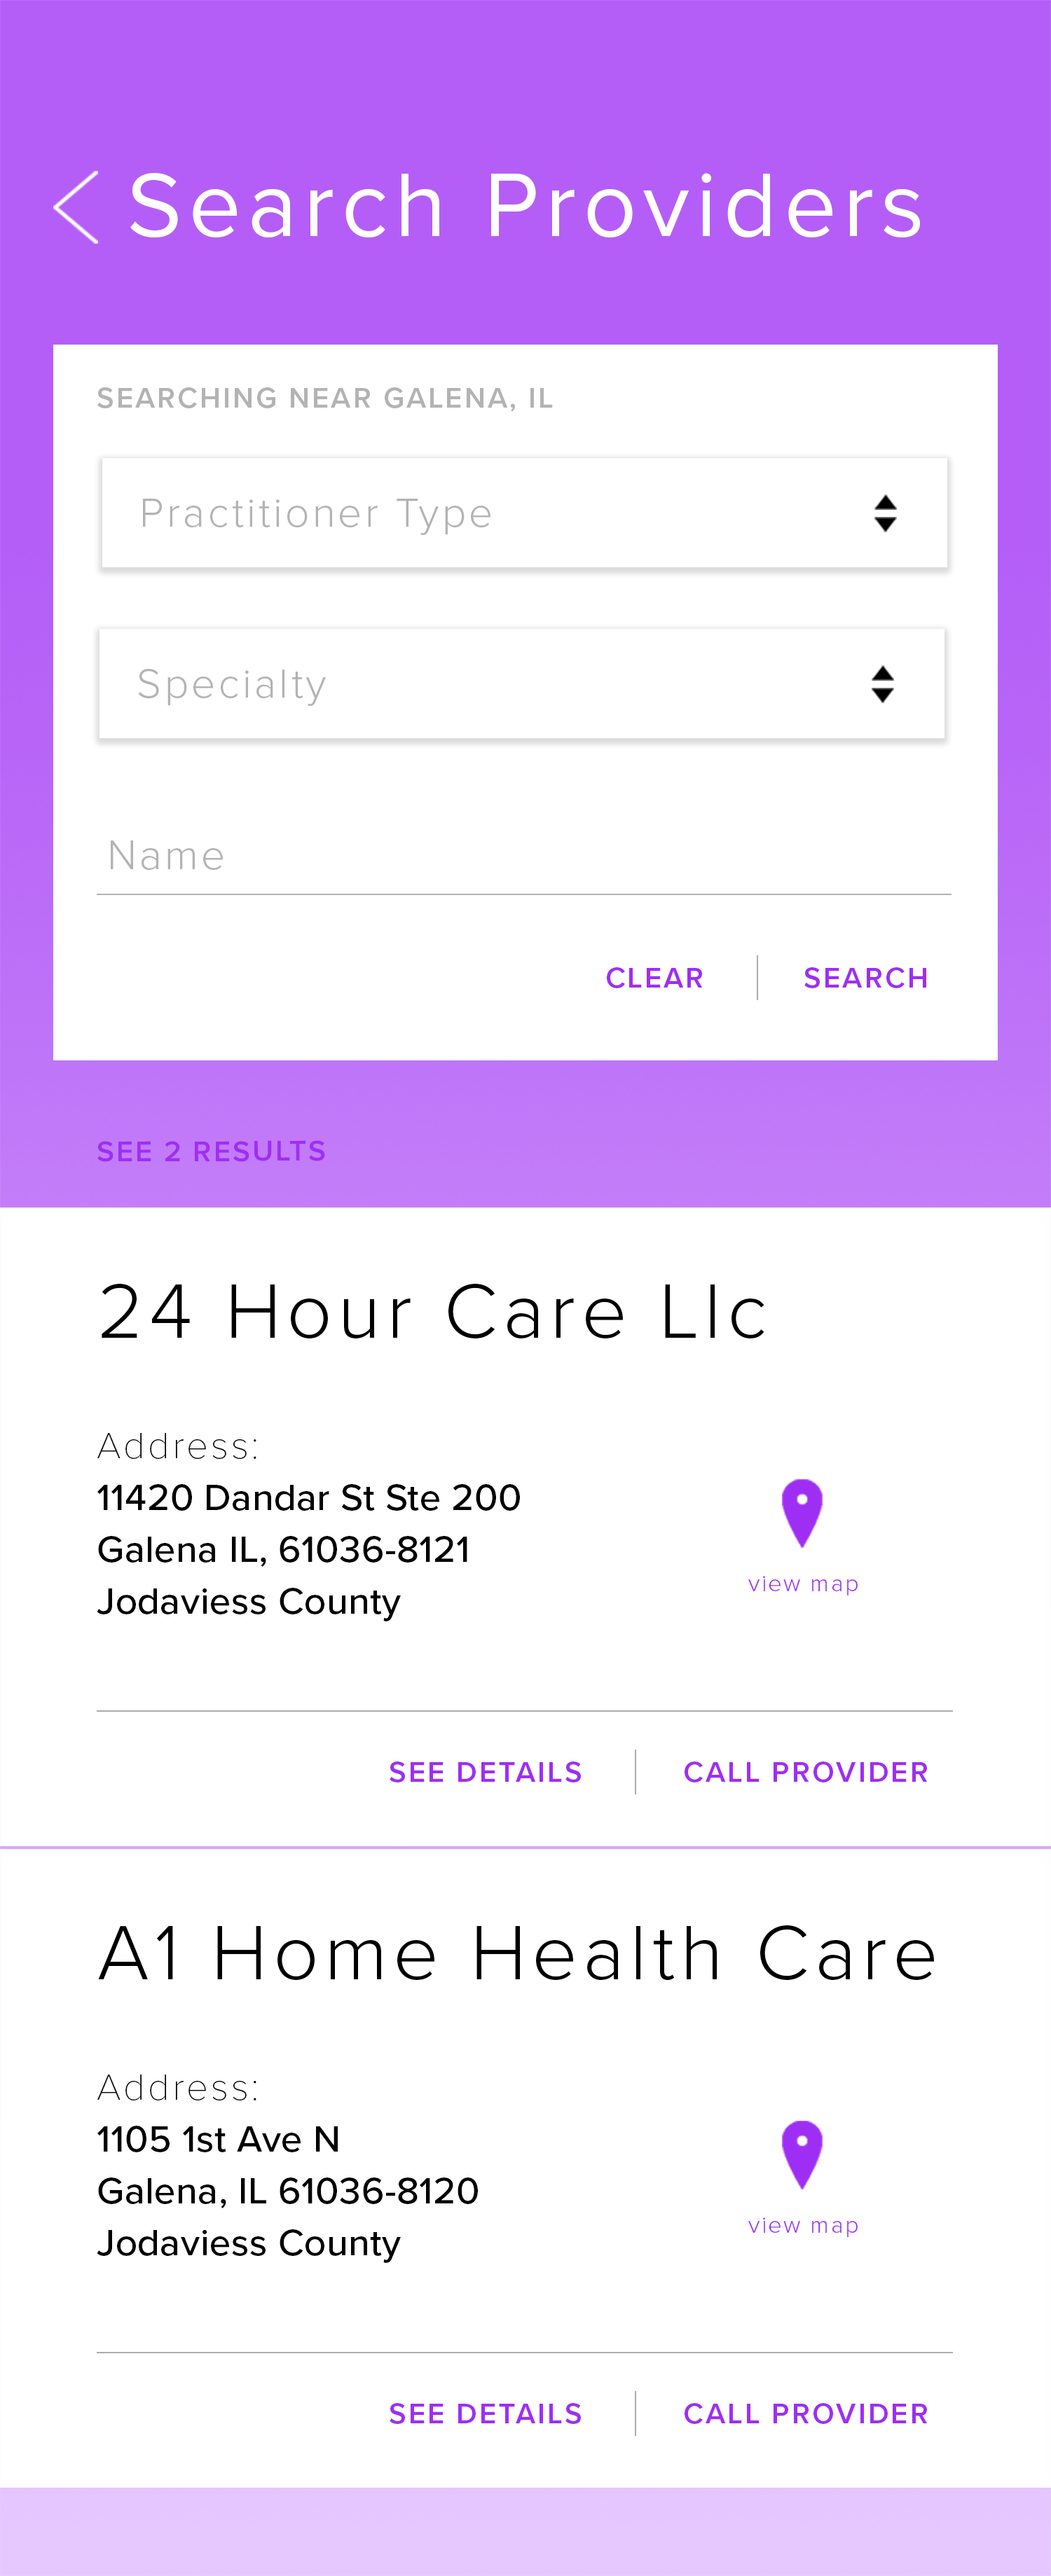 Search Providers
SEARCHING NEAR GALENA, IL
Practitioner Type
Specialty
Name
CLEAR
SEARCH
SEE 2 RESULTS
24 Hour Care Llc
Address:
11420 Dandar St Ste 200
Galena IL, 61036-8121
Jodaviess County
view map
SEE DETAILS
CALL PROVIDER
A1 Home Health Care
Address:
1105 1st Ave N
Galena, IL 61036-8120
Jodaviess County
view map
SEE DETAILS
CALL PROVIDER